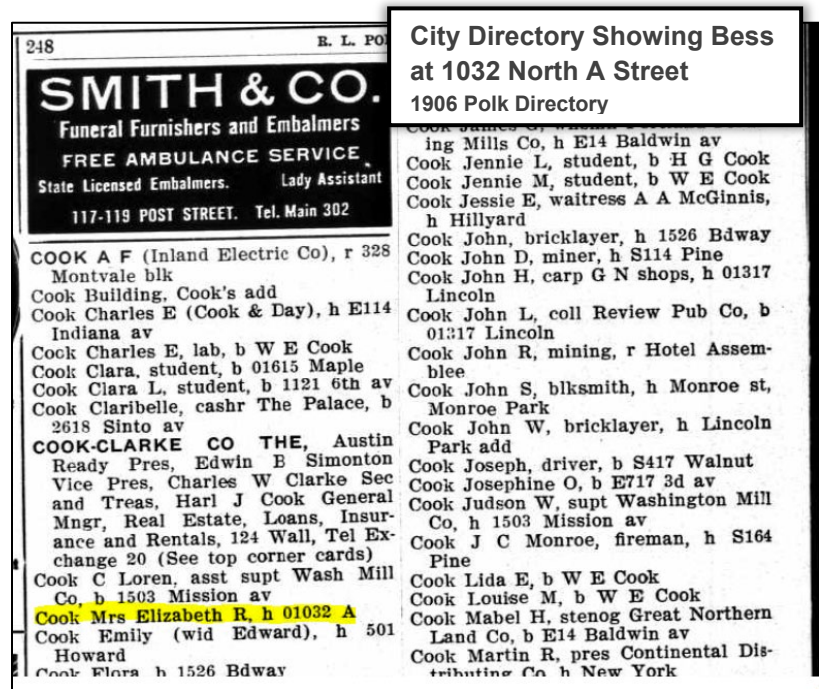 248
R. L. PO
SMITH & CO.
Funeral Furnishers and Embalmers
FREE AMBULANCE SERVICE
State Licensed Embalmers. Lady Assistant
117-119 POST STREET. Tel. Main 302
COOK A F (Inland Electric Co), r 328
Montvale blk
Cook Building, Cook's add
Cook Charles E (Cook & Day), h E114
Indiana av
Cock Charles E, lab, b W E Cook
Cook Clara, student, b 01615 Maple
Cook Clara L, student, b 1121 6th av
Cook Claribelle, cashr The Palace, b
2618 Sinto av
COOK-CLARKE CO THE, Austin
Ready Pres, Edwin B Simonton
Vice Pres, Charles W Clarke Sec
and Treas, Harl J Cook General
Mngr, Real Estate, Loans, Insur-
ance and Rentals, 124 Wall, Tel Ex-
change 20 (See top corner cards)
Cook C Loren, asst supt Wash Mill
Co, b 1503 Mission av
Cook Mrs Elizabeth R, h 01032 A
Cook Emily (wid Edward), h 501
Howard
Cook Flora b 1526 Bdway
City Directory Showing Bess
at 1032 North A Street
1906 Polk Directory
Cook James G,
ing Mills Co, h E14 Baldwin av
Cook Jennie L, student, b H G Cook
Cook Jennie M, student, b W E Cook
Cook Jessie E, waitress A A McGinnis,
h Hillyard
Cook John, bricklayer, h 1526 Bdway
Cook John D, miner, h S114 Pine
Cook John H, carp G N shops, h 01317
Lincoln
Cook John L, coll Review Pub Co, b
01317 Lincoln
Cook John R, mining, r Hotel Assem-
blee
Cook John S, blksmith, h Monroe st,
Monroe Park
Cook John W, bricklayer, h Lincoln
Park add
Cook Joseph, driver, b S417 Walnut
Cook Josephine O, b E717 3d av
Cook Judson W, supt Washington Mill
Co, h 1503 Mission av
Cook J C Monroe, fireman, h S164
Pine
Cook Lida E, b W E Cook
Cook Louise M, b W E Cook
Cook Mabel H, stenog Great Northern
Land Co, b E14 Baldwin av
Cook Martin R, pres Continental Dis-
tributing Co, h New York